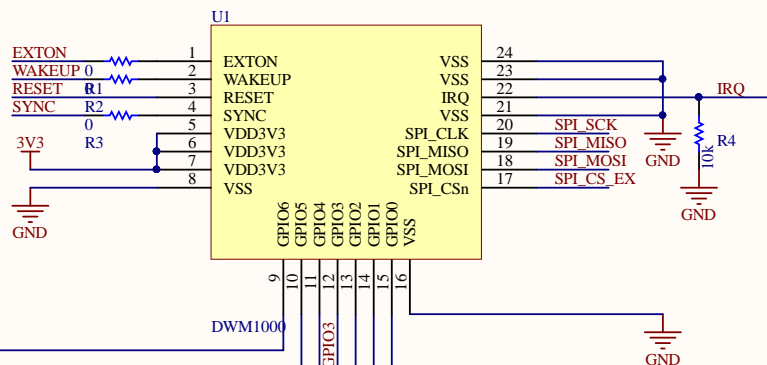 U1
EXTON
WAKEUP
RESET
SYNC
0
R1
0
R2
0
R3
3V3
GND
1
2
3
4
5
6
7
8
EXTON
WAKEUP
RESET
SYNC
VDD3V3
VDD3V3
VDD3V3
VSS
VSS
VSS
IRQ
VSS
SPI_CLK
SPI_MISO
SPI_MOSI
SPI_CSn
24
23
22
21
20
19
18
17
SPI_SCK
SPI_MISO
SPI_MOSI
SPI_CS_EX
GND
IRQ
R4
10k
GND
GPIO6
GPIO5
GPIO4
GPIO3
GPIO2
GPIO1
GPIO0
VSS
9
10
11
12
13
14
15
16
DWM1000
GPIO3
GND